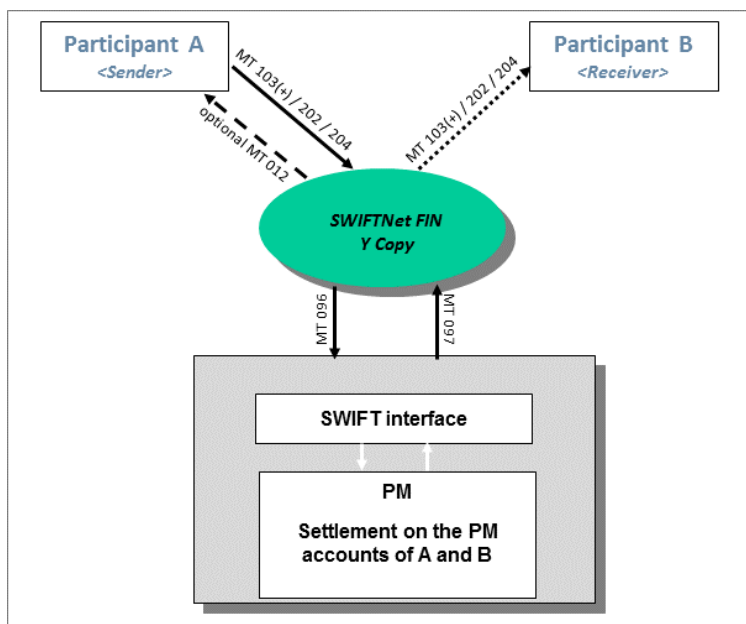 Participant A
<Sender>
Participant B
<Receiver>
MT 103(+) / 202 / 204
optional MT 012
MT 103(+) / 202 / 204
SWIFTNet FIN
Y Copy
MT 096
MT 097
SWIFT interface
PM
Settlement on the PM
accounts of A and B